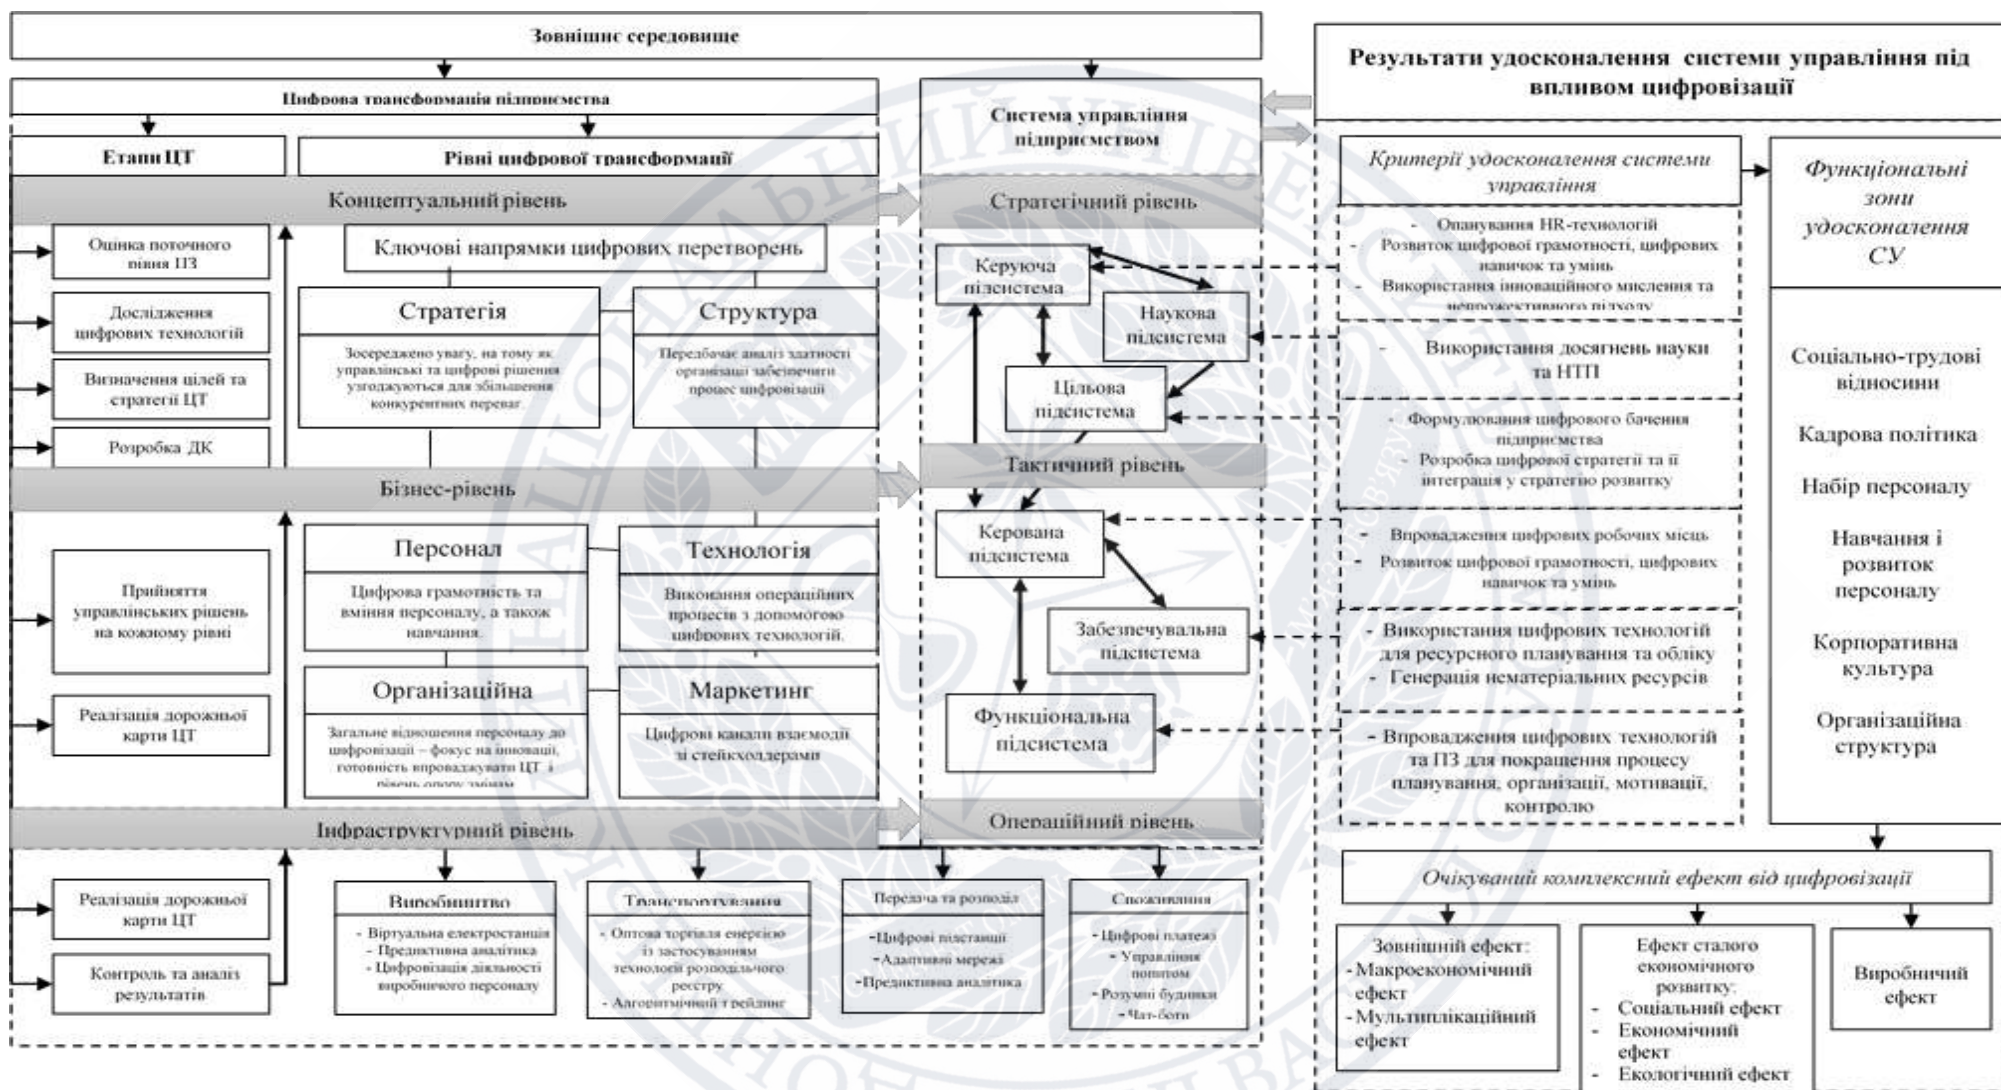 Зовнішнє середовище
Цифрова трансформація підприємства
Етапи ЦТ
Рівні цифрової трансформації
Система управління
підприємством
Концептуальний рівень
Стратегічний рівень
Оцінка поточного
рівня ПЗ
Дослідження
цифрових технологій
Визначення цілей та
стратегії ЦТ
Розробка ДК
Ключові напрямки цифрових перетворень
Стратегія
Зосереджено увагу, на тому як
управлінські та цифрові рішення
узгоджуються для збільшення
конкурентних переваг.
Структура
Передбачає аналіз здатності
організації забезпечити
процес цифровізації
Керуюча
підсистема
Наукова
підсистема
Цільова
підсистема
Бізнес-рівень
Тактичний рівень
Прийняття
управлінських рішень
на кожному рівні
Реалізація дорожньої
карти ЦТ
Персонал
Цифрова грамотність та
вміння персоналу, а також
навчання.
Технологія
Виконання операційних
процесів з допомогою
цифрових технологій.
Організаційна
Загальне відношення персоналу до
цифровізації – фокус на інновації,
готовність впроваджувати ЦТ і
рівень опору змінам
Маркетинг
Цифрові канали взаємодії
зі стейкхолдерами
Керована
підсистема
Забезпечувальна
підсистема
Функціональна
підсистема
Інфраструктурний рівень
Операційний рівень
Реалізація дорожньої
карти ЦТ
Контроль та аналіз
результатів
Виробництво
- Віртуальна електростанція
- Предиктивна аналітика
- Цифровізація діяльності
виробничого персоналу
Транспортування
- Оптова торгівля енергією
із застосуванням
технології розподільчого
реєстру
- Алгоритмічний трейдинг
Передача та розподіл
- Цифрові підстанції
- Адаптивні мережі
- Предиктивна аналітика
Споживання
- Цифрові платежі
- Управління
попитом
- Розумні будинки
- Чат-боти
Результати удосконалення системи управління під
впливом цифровізації
Критерії удосконалення системи
управління
- Опанування HR-технологій
- Розвиток цифрової грамотності, цифрових
навичок та умінь
- Використання інноваційного мислення та
непрожективного підходу
- Використання досягнень науки
та НТП
- Формулювання цифрового бачення
підприємства
- Розробка цифрової стратегії та її
інтеграція у стратегію розвитку
- Впровадження цифрових робочих місць
- Розвиток цифрової грамотності, цифрових
навичок та умінь
- Використання цифрових технологій
для ресурсного планування та обліку
- Генерація нематеріальних ресурсів
- Впровадження цифрових технологій
та ПЗ для покращення процесу
планування, організації, мотивації,
контролю
Функціональні
зони
удосконалення
СУ
Соціально-трудові
відносини
Кадрова політика
Набір персоналу
Навчання і
розвиток
персоналу
Корпоративна
культура
Організаційна
структура
Очікуваний комплексний ефект від цифровізації
Зовнішній ефект:
- Макроекономічний
ефект
- Мультиплікаційний
ефект
Ефект сталого
економічного
розвитку:
- Соціальний ефект
- Економічний
ефект
- Екологічний ефект
Виробничий
ефект